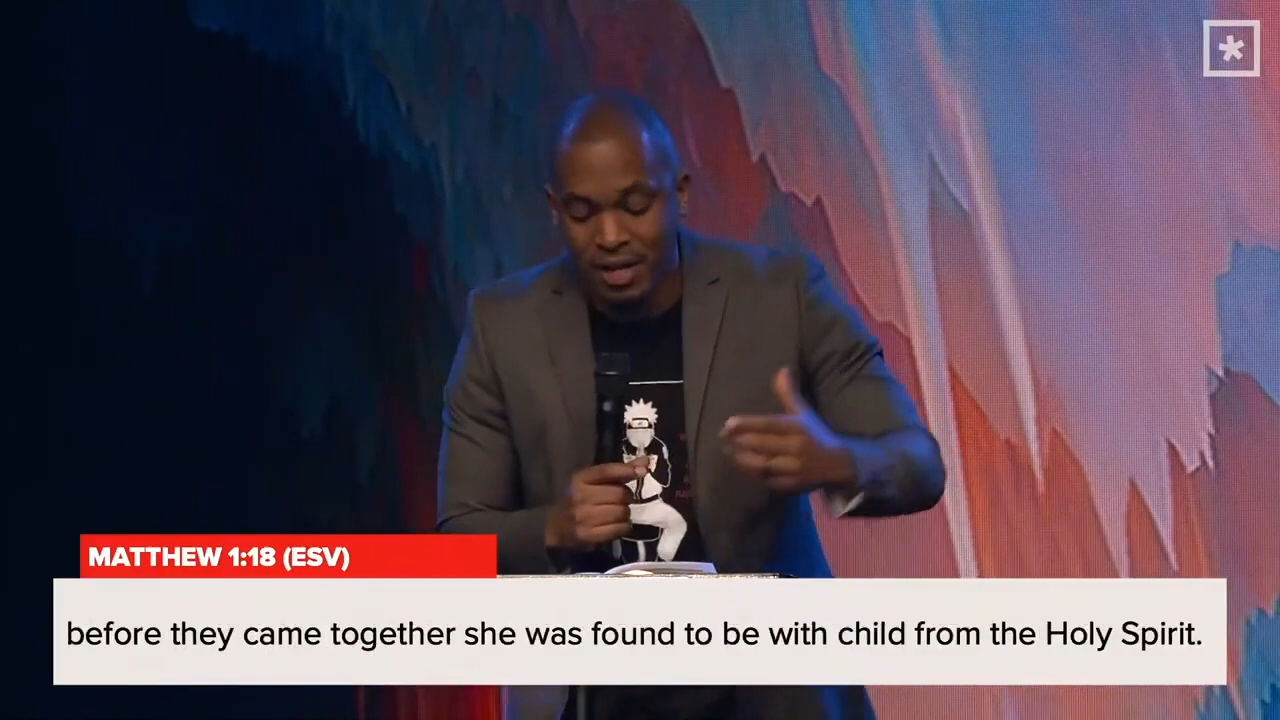 MATTHEW 1:18 (ESV)
before they came together she was found to be with child from the Holy Spirit.